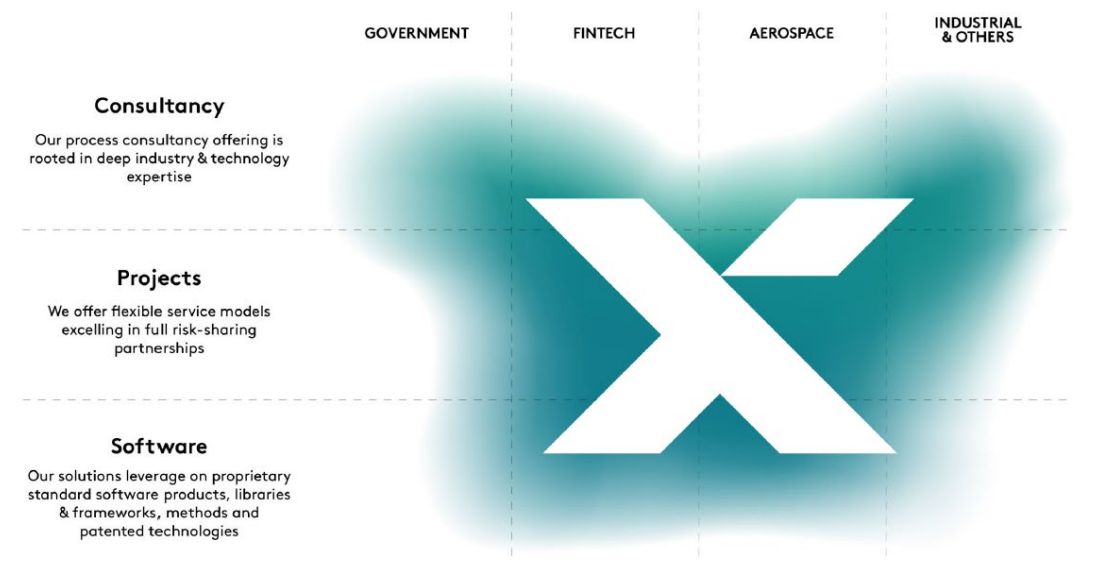 GOVERNMENT
FINTECH
AEROSPACE
INDUSTRIAL
& OTHERS
Consultancy
Our process consultancy offering is
rooted in deep industry & technology
expertise
Projects
We offer flexible service models
excelling in full risk-sharing
partnerships
Software
Our solutions leverage on proprietary
standard software products, libraries
& frameworks, methods and
patented technologies